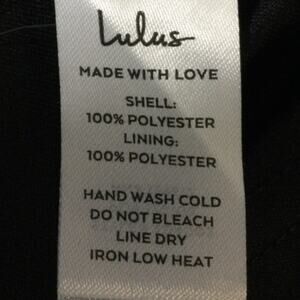 Lulus
MADE WITH LOVE
SHELL:
100% POLYESTER
LINING:
100% POLYESTER
HAND WASH COLD
DO NOT BLEACH
LINE DRY
IRON LOW HEAT